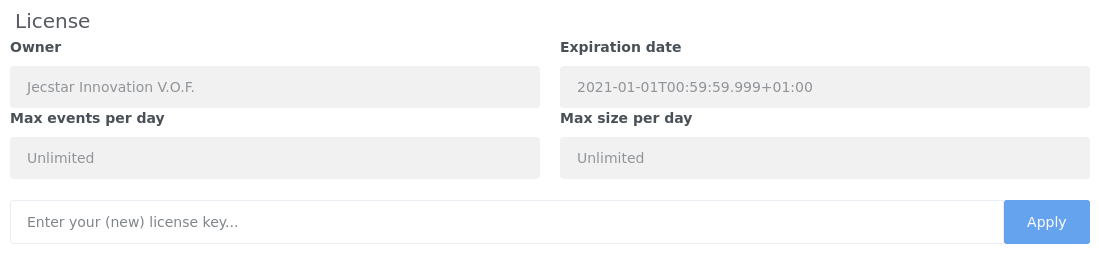 License
Owner
Expiration date
Jecstar Innovation V.O.F.
2021-01-01T00:59:59.999+01:00
Max events per day
Max size per day
Unlimited
Unlimited
Enter your (new) license key...
Apply